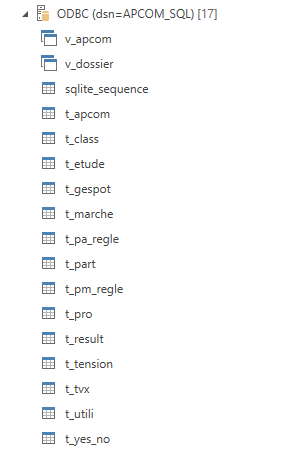 ODBC (dsn=APCOM_SQL) [17]
v_apcom
v_dossier
sqlite_sequence
t_apcom
t_class
t_etude
t_gespot
t_marche
t_pa_regle
t_part
t_pm_regle
t_pro
t_result
t_tension
t_tvx
t_utili
t_yes_no